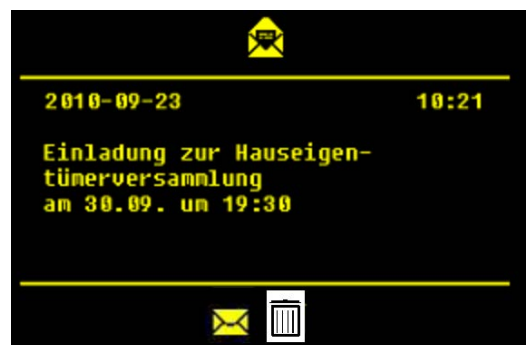 2010-09-23 10:21
Einladung zur Hauseigen-
tümerversammlung
am 30.09. um 19:30